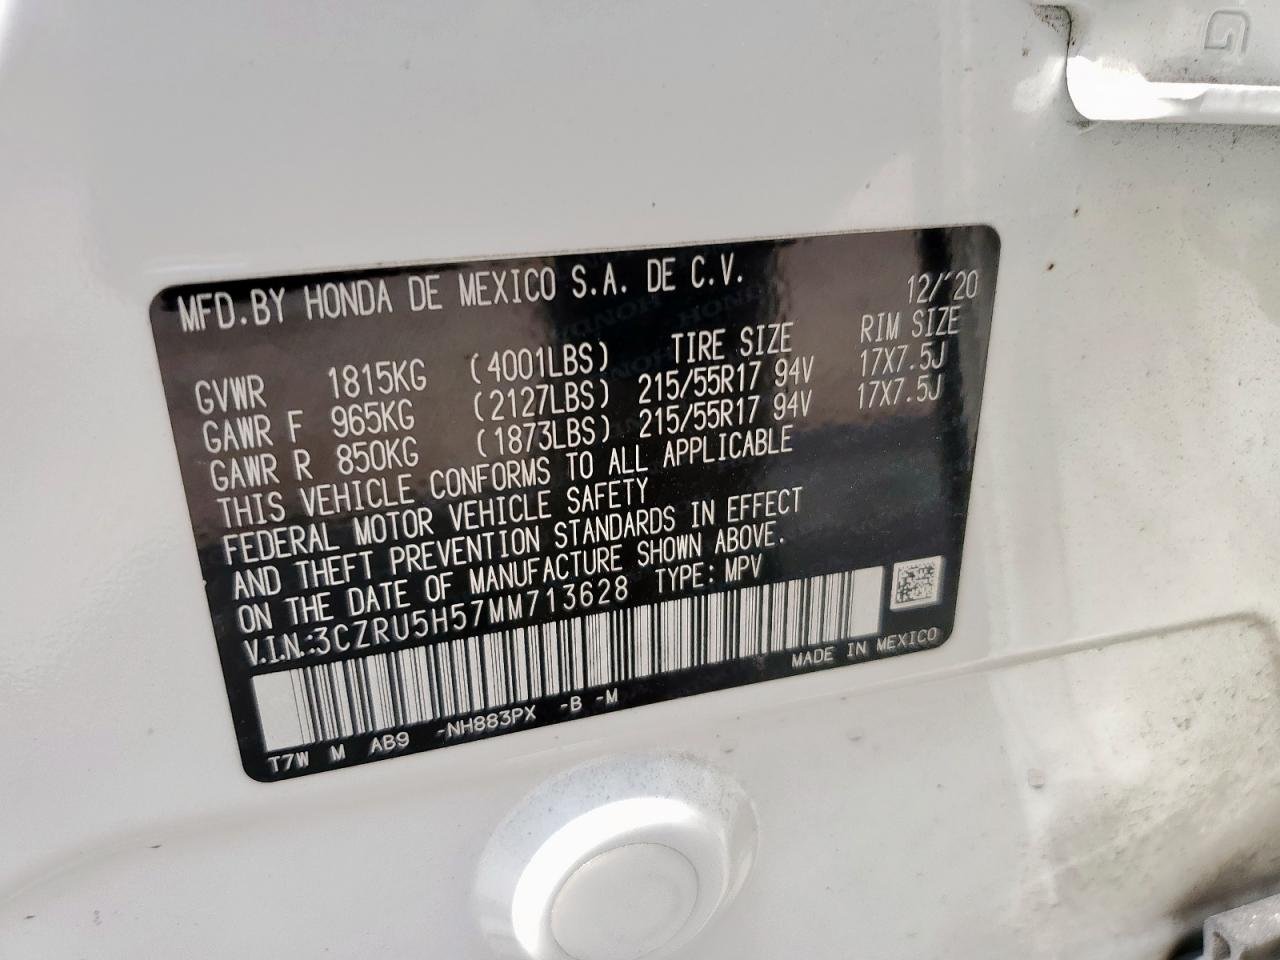 MFD.BY HONDA DE MEXICO S.A. DE C.V. 12/'20
TIRE SIZE RIM SIZE
GVWR 1815KG (4001LBS)
GAWR F 965KG (2127LBS) 215/55R17 94V 17X7.5J
GAWR R 850KG (1873LBS) 215/55R17 94V 17X7.5J
THIS VEHICLE CONFORMS TO ALL APPLICABLE
FEDERAL MOTOR VEHICLE SAFETY
AND THEFT PREVENTION STANDARDS IN EFFECT
ON THE DATE OF MANUFACTURE SHOWN ABOVE.
V.I.N.:3CZRU5H57MM713628 TYPE: MPV
MADE IN MEXICO
T7W M AB9 -NH883PX -B -M